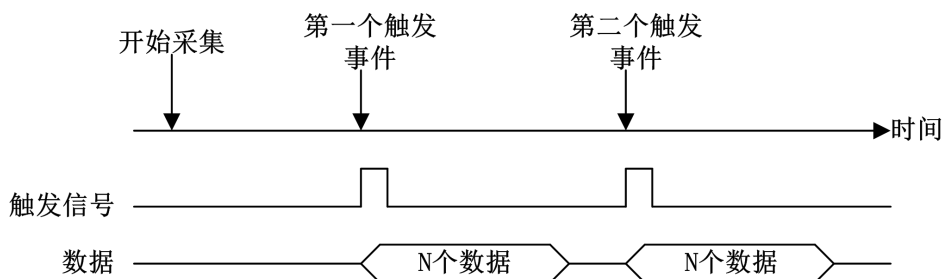 开始采集
第一个触发
事件
第二个触发
事件
时间
触发信号
数据
N个数据
N个数据